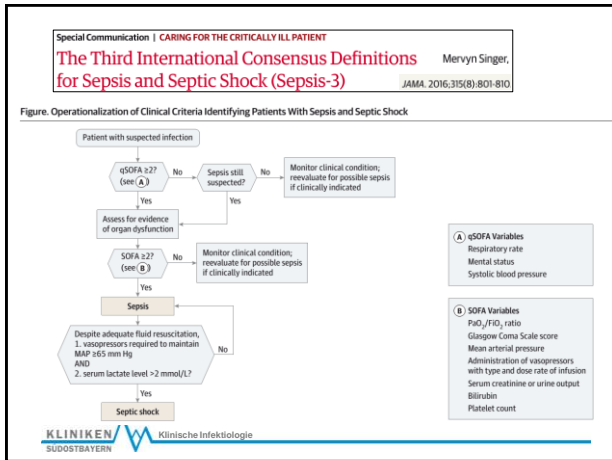 Special Communication | CARING FOR THE CRITICALLY ILL PATIENT
The Third International Consensus Definitions
for Sepsis and Septic Shock (Sepsis-3)
Mervyn Singer,
JAMA. 2016;315(8):801-810
Figure. Operationalization of Clinical Criteria Identifying Patients With Sepsis and Septic Shock
Patient with suspected infection
qSOFA ≥2?
(see A)
No
Sepsis still
suspected?
No
Monitor clinical condition;
reevaluate for possible sepsis
if clinically indicated
Yes
Yes
Assess for evidence
of organ dysfunction
SOFA ≥2?
(see B)
No
Monitor clinical condition;
reevaluate for possible sepsis
if clinically indicated
Yes
Sepsis
Despite adequate fluid resuscitation,
1. vasopressors required to maintain
MAP ≥65 mm Hg
AND
2. serum lactate level >2 mmol/L?
No
Yes
Septic shock
A qSOFA Variables
Respiratory rate
Mental status
Systolic blood pressure
B SOFA Variables
PaO₂/FiO₂ ratio
Glasgow Coma Scale score
Mean arterial pressure
Administration of vasopressors
with type and dose rate of infusion
Serum creatinine or urine output
Bilirubin
Platelet count
KLINIKEN
SÜDOSTBAYERN
Klinische Infektiologie